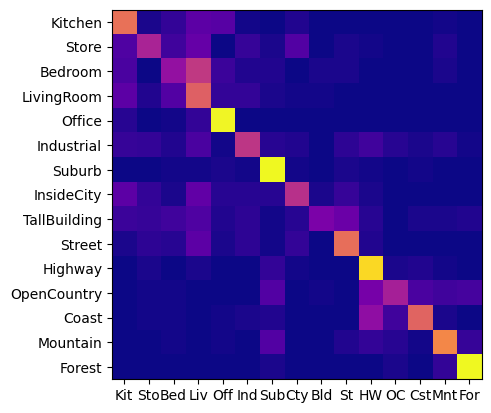 Kitchen
Store
Bedroom
LivingRoom
Office
Industrial
Suburb
InsideCity
TallBuilding
Street
Highway
OpenCountry
Coast
Mountain
Forest
Kit Sto Bed Liv Off Ind Sub Cty Bld St HW OC Cst Mnt For